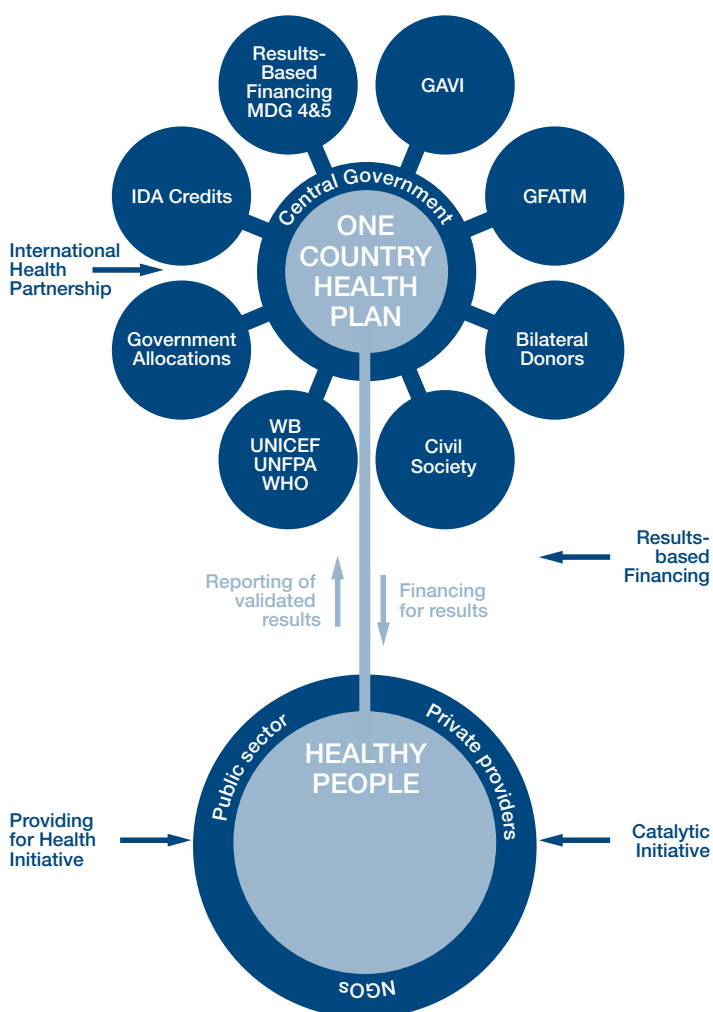 Results-
Based
Financing
MDG 4&5
GAVI
IDA Credits
Central Government
GFATM
ONE
COUNTRY
HEALTH
PLAN
International
Health
Partnership
Government
Allocations
Bilateral
Donors
WB
UNICEF
UNFPA
WHO
Civil
Society
Results-
based
Financing
Reporting of
validated
results
Financing
for results
Public sector
Private providers
HEALTHY
PEOPLE
Providing
for Health
Initiative
Catalytic
Initiative
NGOs